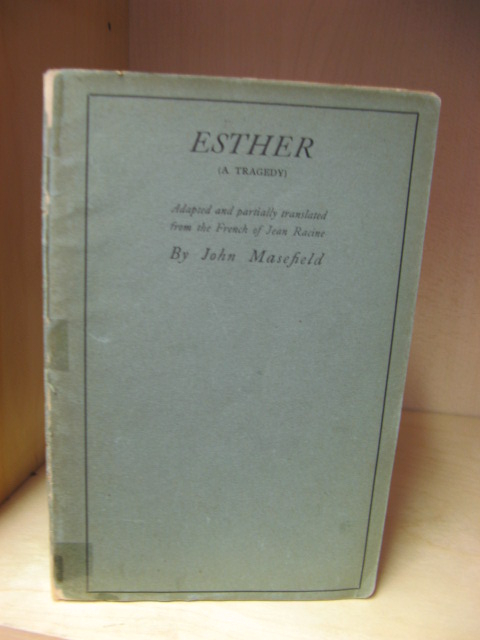 ESTHER
(A TRAGEDY)
Adapted and partially translated
from the French of Jean Racine
By John Masefield